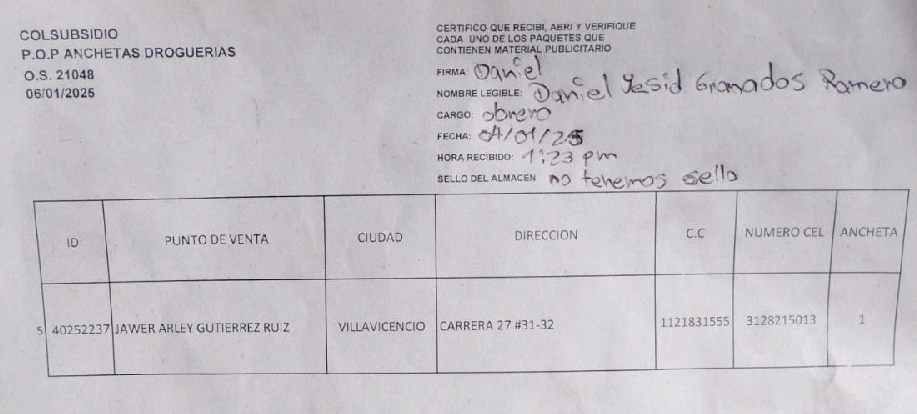 COLSUBSIDIO
P.O.P ANCHETAS DROGUERIAS
O.S. 21048
06/01/2025
CERTIFICO QUE RECIBI, ABRI Y VERIFIQUE
CADA UNO DE LOS PAQUETES QUE
CONTIENEN MATERIAL PUBLICITARIO
FIRMA: Daniel
NOMBRE LEGIBLE: Daniel Yesid Granados Romero
CARGO: obrero
FECHA: 04/01/25
HORA RECIBIDO: 1:23 pm
SELLO DEL ALMACEN no tenemos sello
ID PUNTO DE VENTA CIUDAD DIRECCION C.C NUMERO CEL ANCHETA
5 40252237 JAWER ARLEY GUTIERREZ RUIZ VILLAVICENCIO CARRERA 27 #31-32 1121831555 3128215013 1